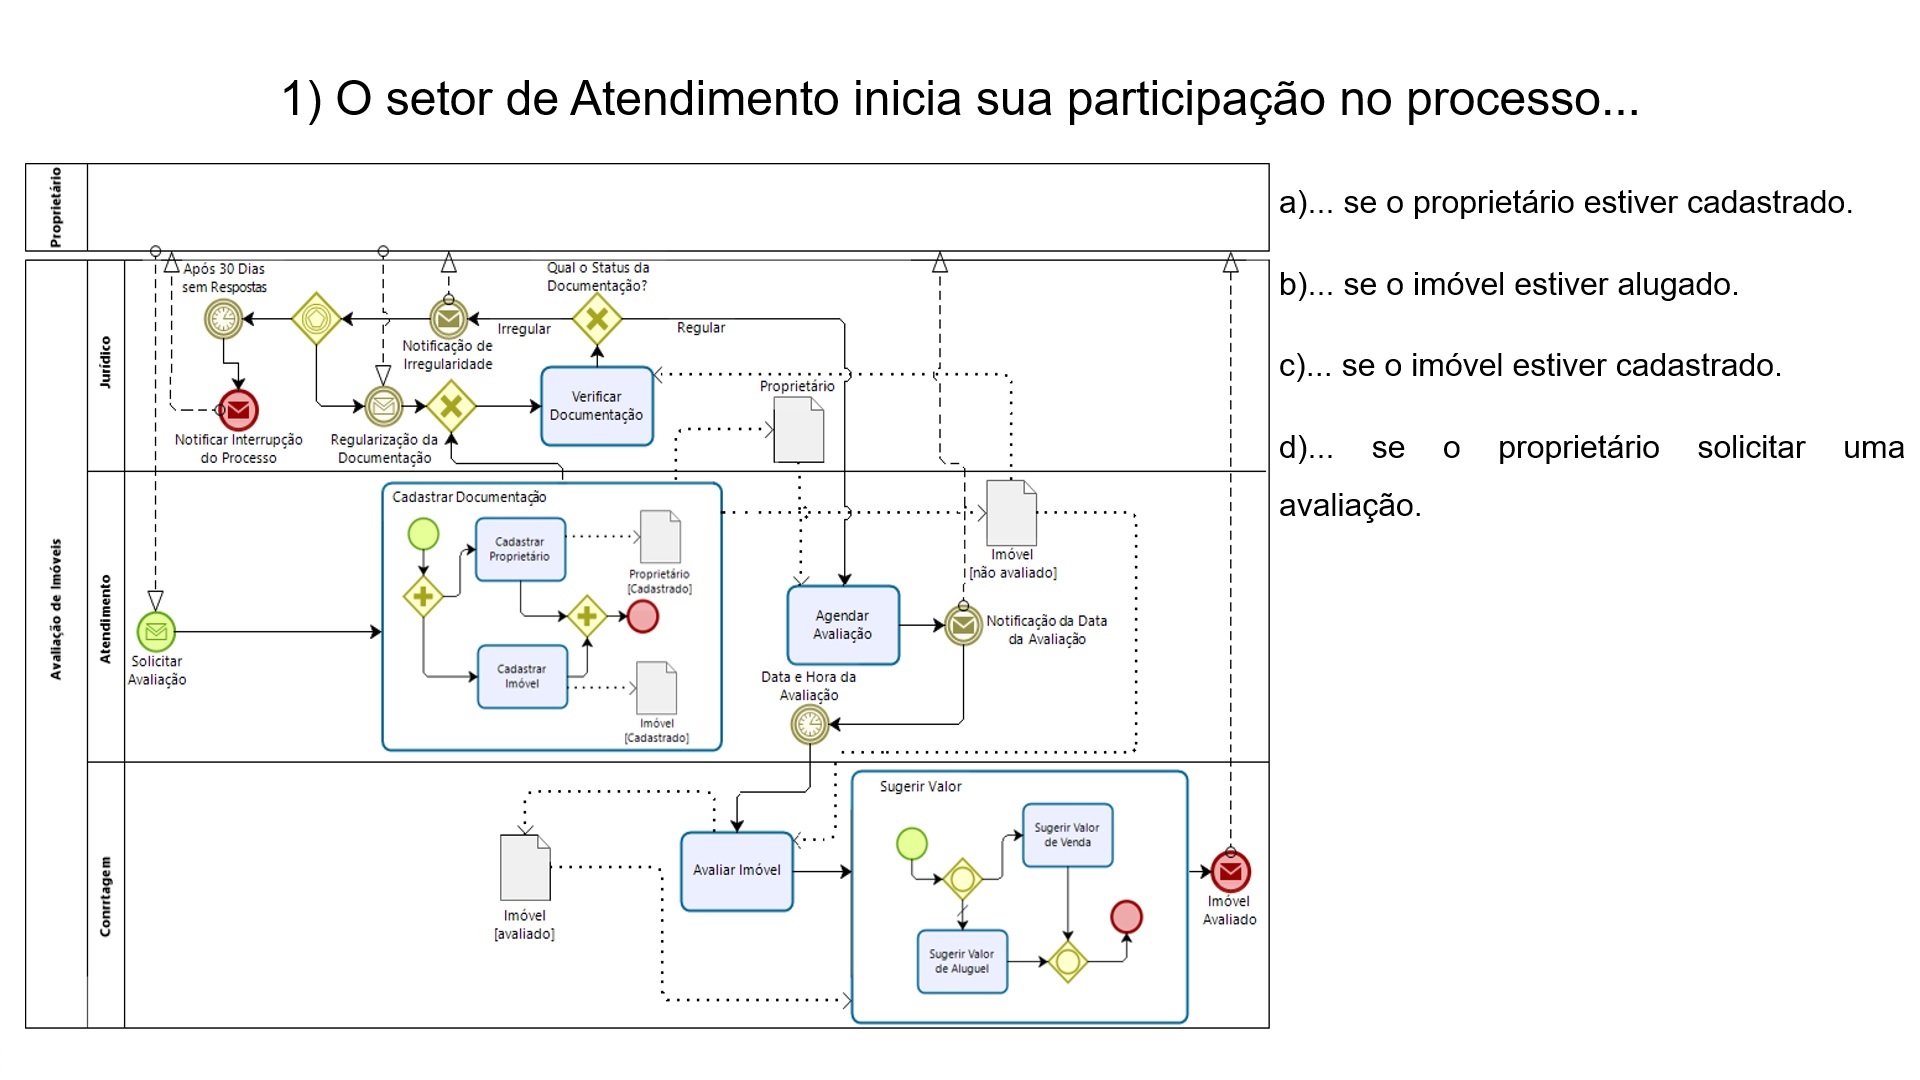 1) O setor de Atendimento inicia sua participação no processo...
Proprietário
a)... se o proprietário estiver cadastrado.
b)... se o imóvel estiver alugado.
c)... se o imóvel estiver cadastrado.
d)... se o proprietário solicitar uma
avaliação.
Avaliação de Imóveis
Jurídico
Após 30 Dias
sem Respostas
Qual o Status da
Documentação?
Irregular
Regular
Notificação de
Irregularidade
Verificar
Documentação
Proprietário
Notificar Interrupção
do Processo
Regularização da
Documentação
Atendimento
Cadastrar Documentação
Cadastrar
Proprietário
Proprietário
[Cadastrado]
Cadastrar
Imóvel
Imóvel
[Cadastrado]
Solicitar
Avaliação
Imóvel
[não avaliado]
Agendar
Avaliação
Notificação da Data
da Avaliação
Data e Hora da
Avaliação
Conrrtagem
Sugerir Valor
Sugerir Valor
de Venda
Avaliar Imóvel
Imóvel
[avaliado]
Sugerir Valor
de Aluguel
Imóvel
Avaliado